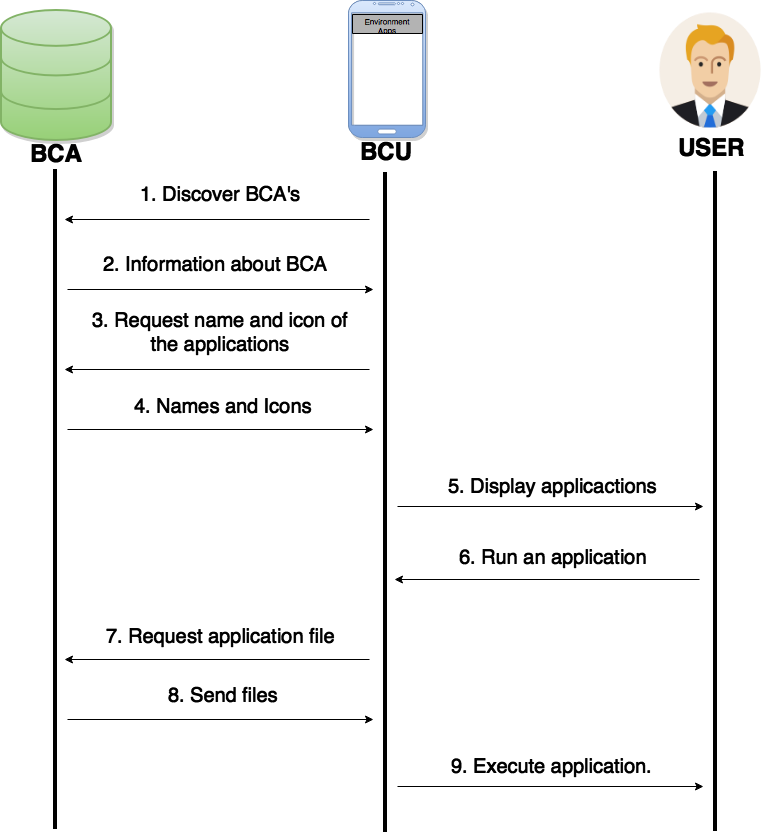 Environment
Apps
BCA
BCU
USER
1. Discover BCA's
2. Information about BCA
3. Request name and icon of
the applications
4. Names and Icons
5. Display applicactions
6. Run an application
7. Request application file
8. Send files
9. Execute application.